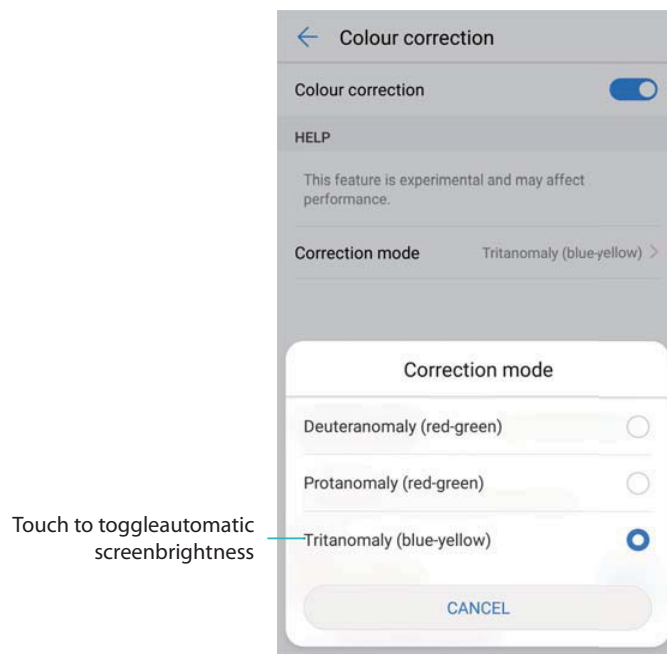 Colour correction
Colour correction
HELP
This feature is experimental and may affect
performance.
Correction mode Tritanomaly (blue-yellow)
Correction mode
Deuteranomaly (red-green)
Protanomaly (red-green)
Touch to toggleautomatic
screenbrightness
Tritanomaly (blue-yellow)
CANCEL